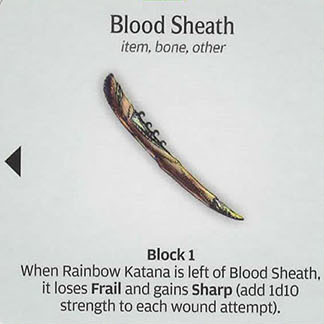 Blood Sheath
item, bone, other
Block 1
When Rainbow Katana is left of Blood Sheath,
it loses Frail and gains Sharp (add 1d10
strength to each wound attempt).